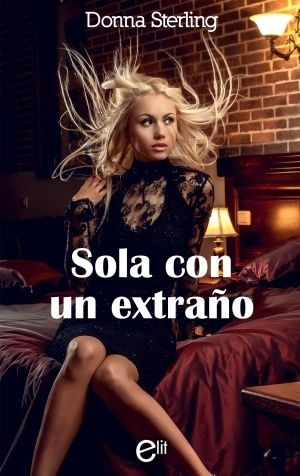 Donna Sterling
Sola con
un extraño
elit